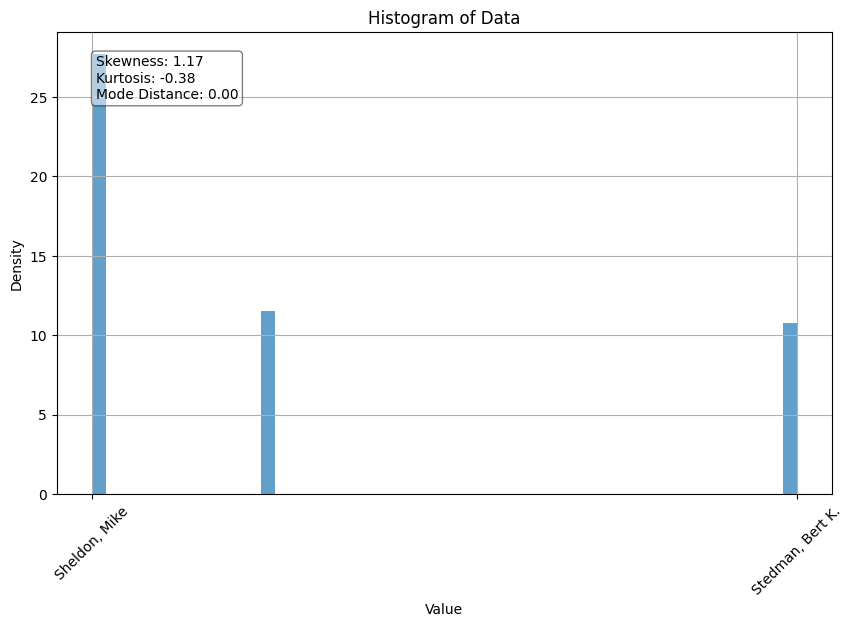 Histogram of Data
Skewness: 1.17
Kurtosis: -0.38
Mode Distance: 0.00
Density
25
20
15
10
5
0
Sheldon, Mike
Stedman, Bert K.
Value